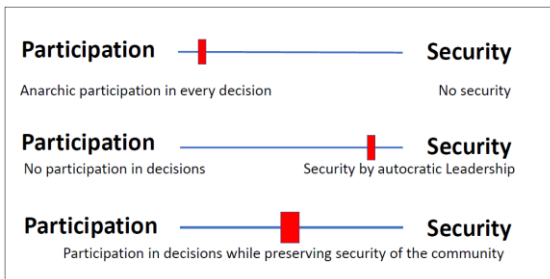 Participation Security
Anarchic participation in every decision No security
Participation Security
No participation in decisions Security by autocratic Leadership
Participation Security
Participation in decisions while preserving security of the community